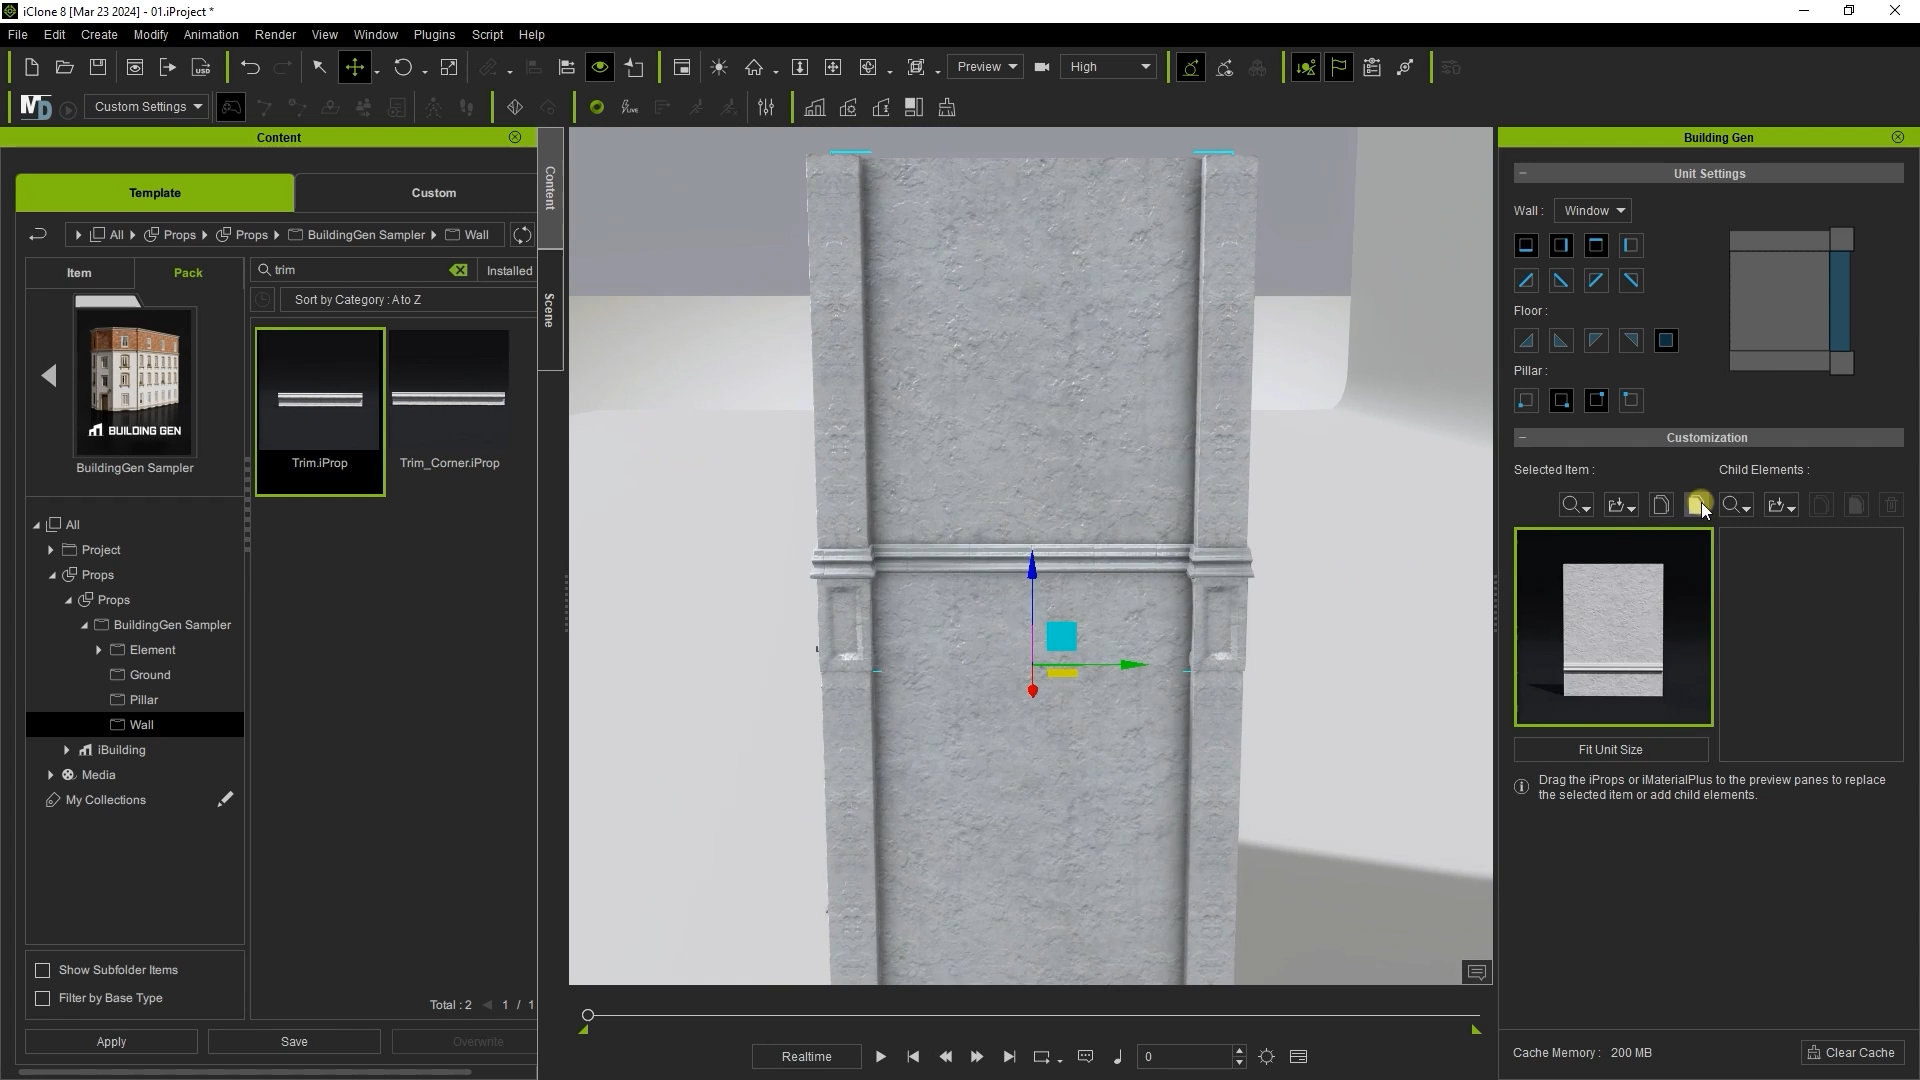 iClone 8 [Mar 23 2024] - 01.iProject *
File Edit Create Modify Animation Render View Window Plugins Script Help
Preview High
MD Custom Settings LIVE
Content
Template Custom
All Props Props BuildingGen Sampler Wall
Item Pack
trim
Installed
Sort by Category : A to Z
BUILDING GEN
BuildingGen Sampler
Trim.iProp
Trim_Corner.iProp
All
Project
Props
Props
BuildingGen Sampler
Element
Ground
Pillar
Wall
iBuilding
Media
My Collections
Show Subfolder Items
Filter by Base Type
Total : 2 1 / 1
Apply Save Overwrite
Content
Scene
Realtime 0
Building Gen
Unit Settings
Wall : Window
Floor :
Pillar :
Customization
Selected Item : Child Elements :
Fit Unit Size
Drag the iProps or iMaterialPlus to the preview panes to replace
the selected item or add child elements.
Cache Memory : 200 MB Clear Cache